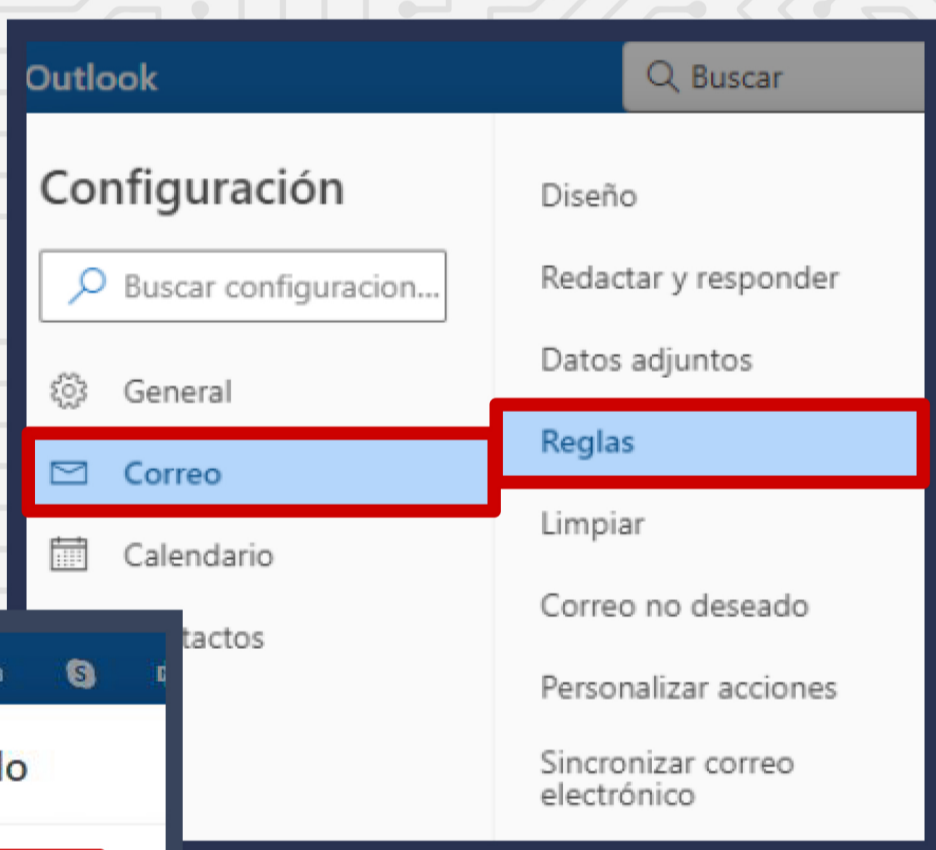 Outlook
Buscar
Configuración
Buscar configuracion...
General
Correo
Calendario
tactos
Diseño
Redactar y responder
Datos adjuntos
Reglas
Limpiar
Correo no deseado
Personalizar acciones
Sincronizar correo
electrónico
S
lo